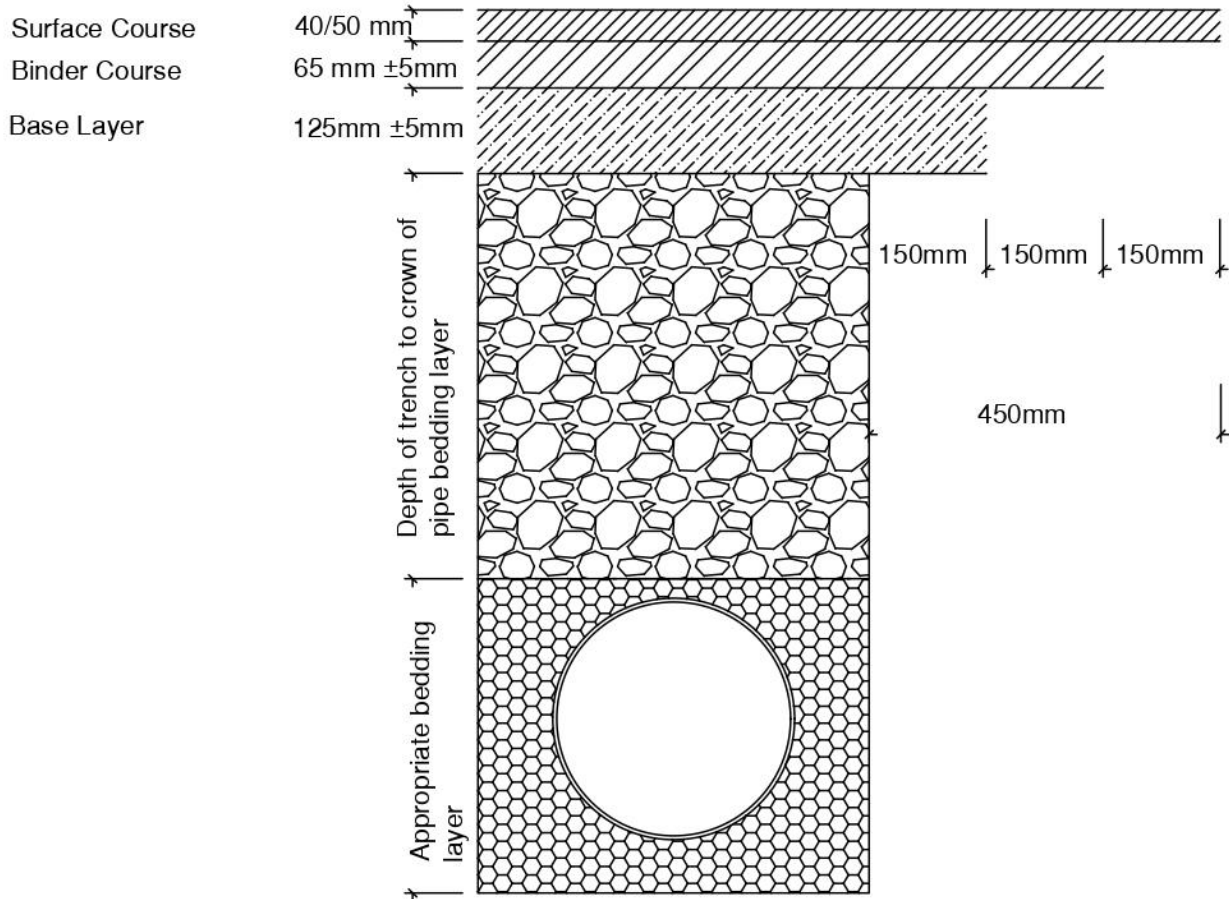 Surface Course 40/50 mm
Binder Course 65 mm ±5mm
Base Layer 125mm ±5mm
150mm 150mm 150mm
450mm
Depth of trench to crown of
pipe bedding layer
Appropriate bedding
layer